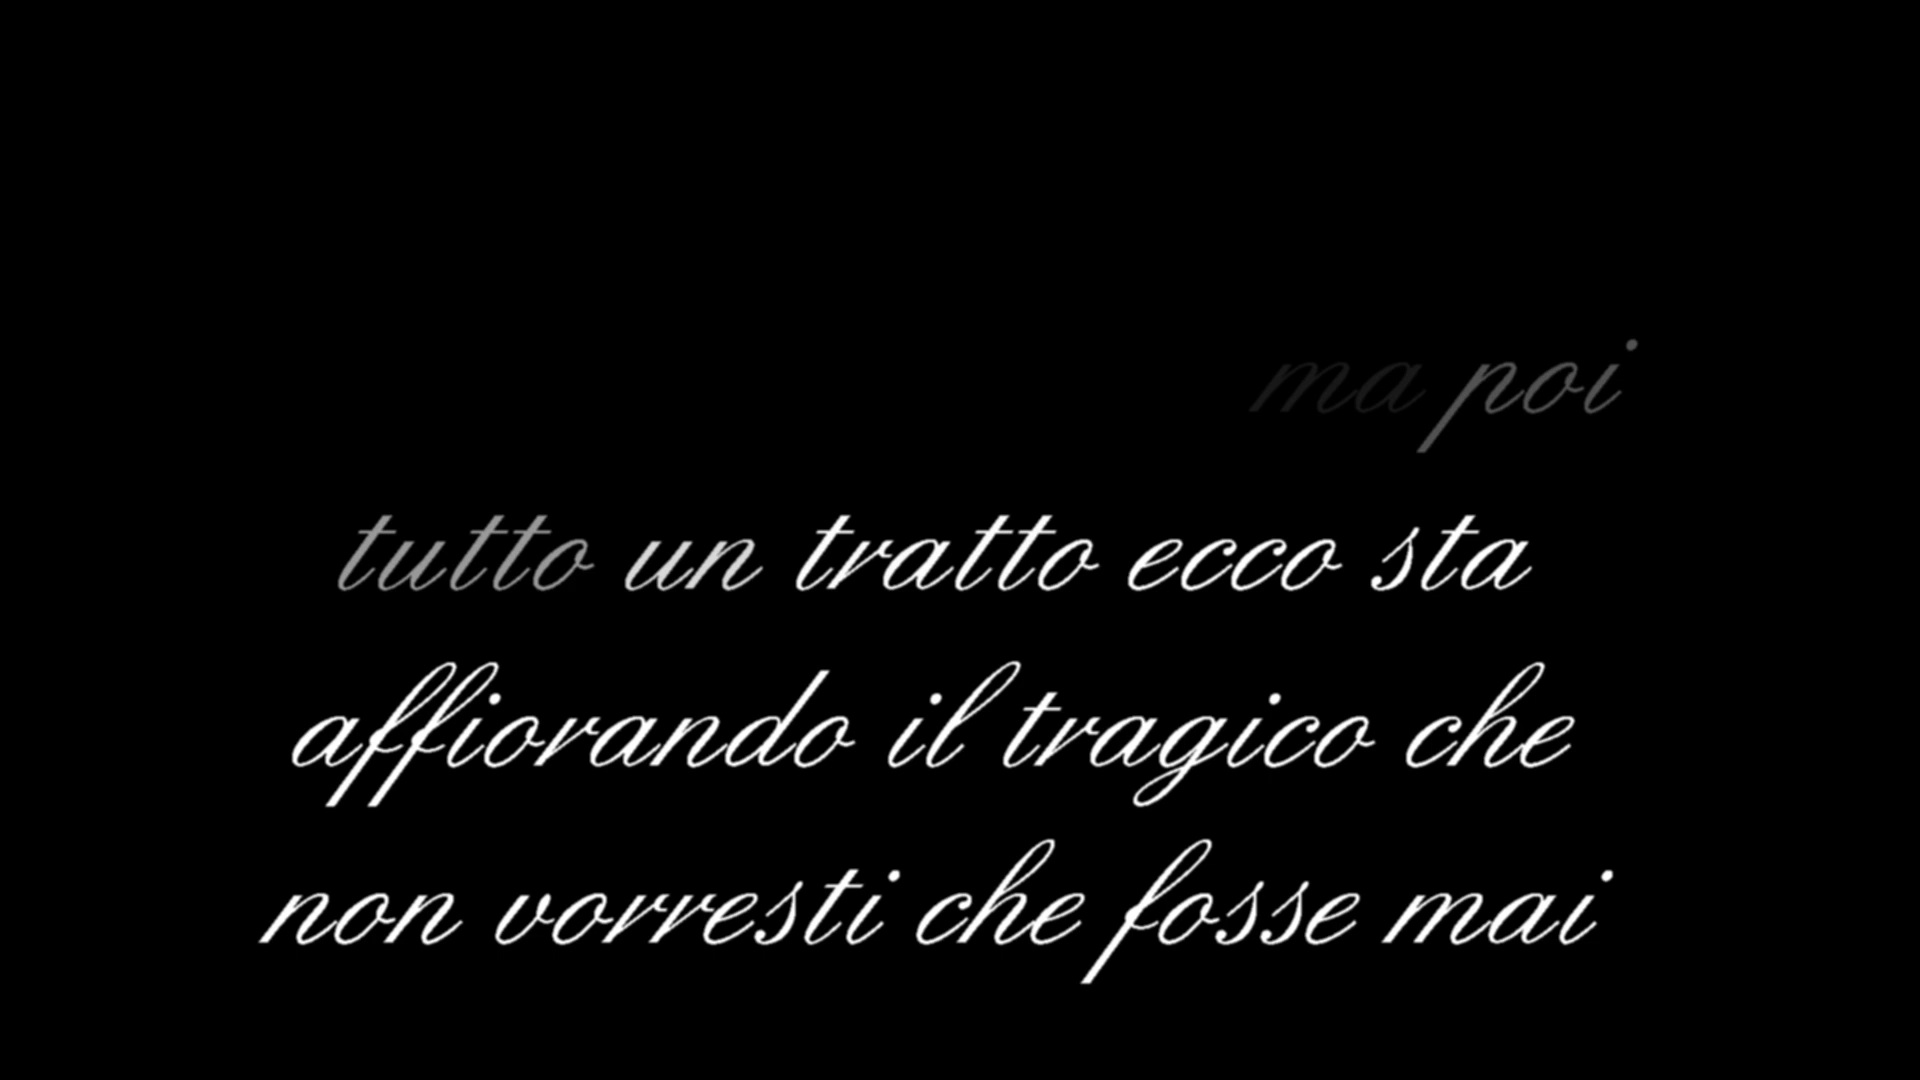 ma poi
tutto un tratto ecco sta
affiorando il tragico che
non vorresti che fosse mai